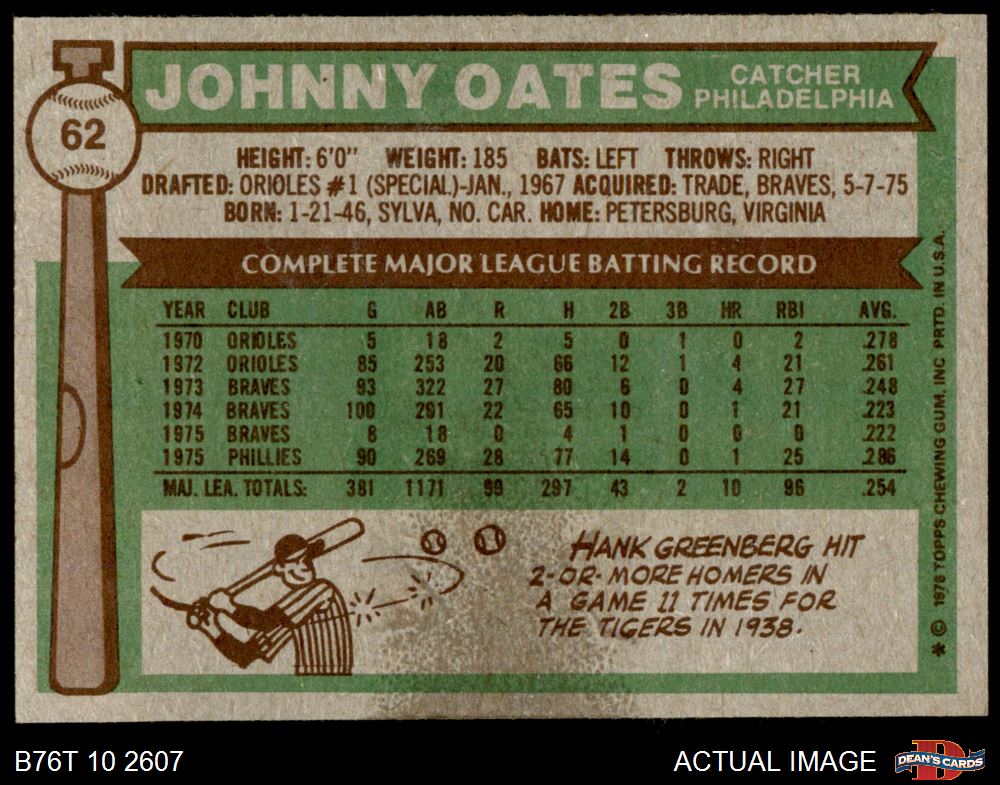 62
JOHNNY OATES
CATCHER
PHILADELPHIA
HEIGHT: 6'0" WEIGHT: 185 BATS: LEFT THROWS: RIGHT
DRAFTED: ORIOLES #1 (SPECIAL)-JAN., 1967 ACQUIRED: TRADE, BRAVES, 5-7-75
BORN: 1-21-46, SYLVA, NO. CAR. HOME: PETERSBURG, VIRGINIA
COMPLETE MAJOR LEAGUE BATTING RECORD
YEAR CLUB G AB R H 2B 3B HR RBI AVG.
1970 ORIOLES 5 18 2 5 0 1 0 2 .278
1972 ORIOLES 85 253 20 66 12 1 4 21 .261
1973 BRAVES 93 322 27 80 6 0 4 27 .248
1974 BRAVES 100 291 22 65 10 0 1 21 .223
1975 BRAVES 8 18 0 4 1 0 0 0 .222
1975 PHILLIES 90 269 28 77 14 0 1 25 .286
MAJ. LEA. TOTALS: 381 1171 99 297 43 2 10 96 .254
HANK GREENBERG HIT
2-OR-MORE HOMERS IN
A GAME 11 TIMES FOR
THE TIGERS IN 1938.
* © 1976 TOPPS CHEWING GUM, INC. PRTD. IN U.S.A.
B76T 10 2607
ACTUAL IMAGE
DEAN'S CARDS